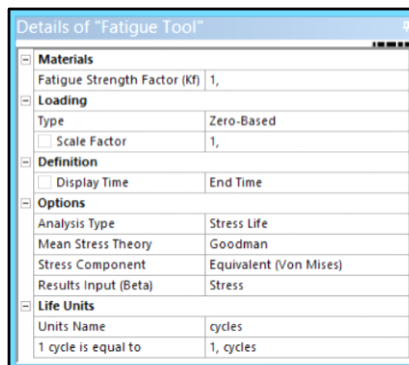 Details of "Fatigue Tool"
Materials
Fatigue Strength Factor (Kf) 1,
Loading
Type Zero-Based
Scale Factor 1,
Definition
Display Time End Time
Options
Analysis Type Stress Life
Mean Stress Theory Goodman
Stress Component Equivalent (Von Mises)
Results Input (Beta) Stress
Life Units
Units Name cycles
1 cycle is equal to 1, cycles